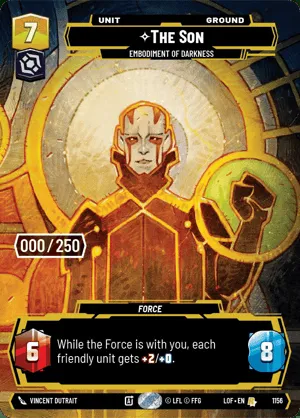 UNIT GROUND
7
THE SON
EMBODIMENT OF DARKNESS
000/250
FORCE
6
While the Force is with you, each
friendly unit gets +2/+0.
8
VINCENT DUTRAIT © LFL © FFG LOF • EN 1156